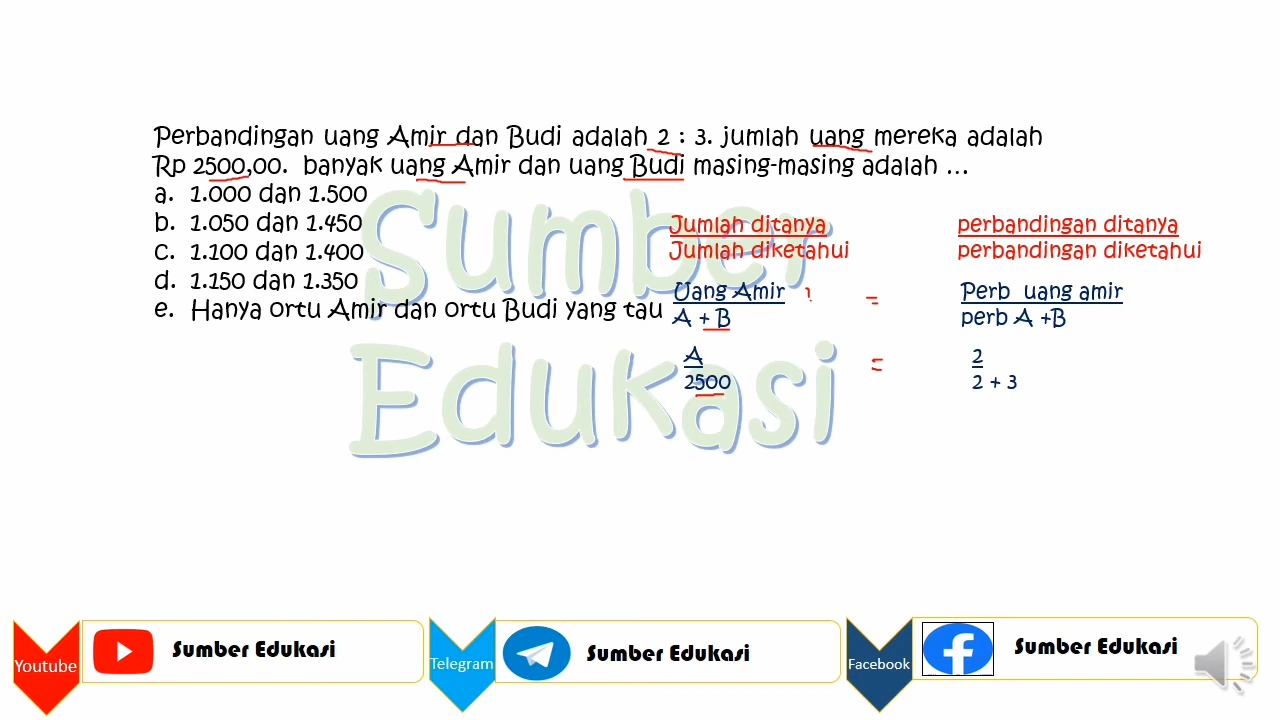 Perbandingan uang Amir dan Budi adalah 2 : 3. jumlah uang mereka adalah
Rp 2500,00. banyak uang Amir dan uang Budi masing-masing adalah ...
a. 1.000 dan 1.500
b. 1.050 dan 1.450
c. 1.100 dan 1.400
d. 1.150 dan 1.350
e. Hanya ortu Amir dan ortu Budi yang tau
Jumlah ditanya
Jumlah diketahui
perbandingan ditanya
perbandingan diketahui
Uang Amir
A + B
=
Perb uang amir
perb A +B
A
2500
=
2
2 + 3
Sumber
Edukasi
Youtube
Sumber Edukasi
Telegram
Sumber Edukasi
Facebook
Sumber Edukasi